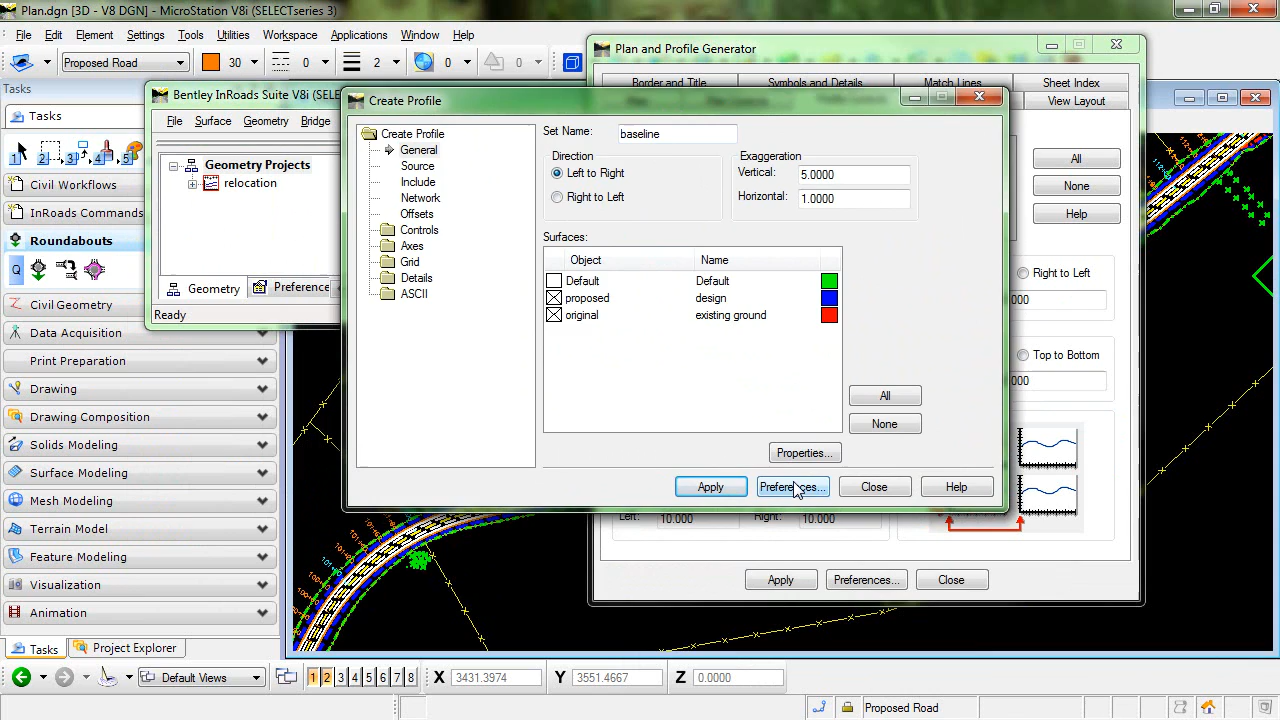 Plan.dgn [3D - V8 DGN] - MicroStation V8i (SELECTseries 3)
File Edit Element Settings Tools Utilities Workspace Applications Window Help
Proposed Road 30 0 2 0 0
Tasks
Tasks
1 2 3 4 5
Civil Workflows
InRoads Commands
Roundabouts
Q
Civil Geometry
Data Acquisition
Print Preparation
Drawing
Drawing Composition
Solids Modeling
Surface Modeling
Mesh Modeling
Terrain Model
Feature Modeling
Visualization
Animation
Tasks Project Explorer
Bentley InRoads Suite V8i (SELE
File Surface Geometry Bridge
Geometry Projects
relocation
Geometry Preference
Ready
Create Profile
Create Profile
General
Source
Include
Network
Offsets
Controls
Axes
Grid
Details
ASCII
Set Name: baseline
Direction
Left to Right
Right to Left
Exaggeration
Vertical: 5.0000
Horizontal: 1.0000
Surfaces:
Object Name
Default Default
proposed design
original existing ground
All
None
Properties...
Apply Preferences... Close Help
Plan and Profile Generator
Border and Title Symbols and Details Match Lines Sheet Index
View Layout
All
None
Help
Right to Left
000
Top to Bottom
000
Left: 10.000 Right: 10.000
Apply Preferences... Close
Default Views 1 2 3 4 5 6 7 8 X 3431.3974 Y 3551.4667 Z 0.0000
Proposed Road